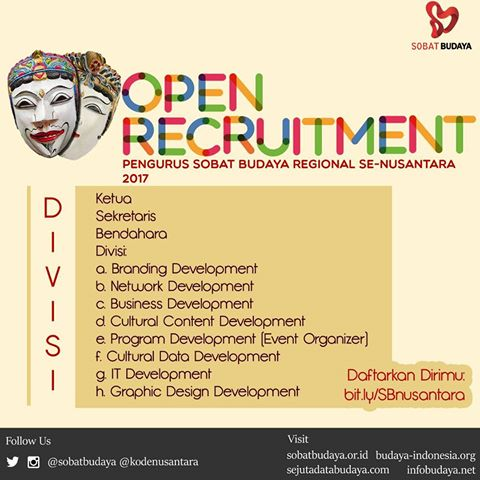 SOBAT BUDAYA
OPEN
RECRUITMENT
PENGURUS SOBAT BUDAYA REGIONAL SE-NUSANTARA
2017
DIVISI
Ketua
Sekretaris
Bendahara
Divisi:
a. Branding Development
b. Network Development
c. Business Development
d. Cultural Content Development
e. Program Development (Event Organizer)
f. Cultural Data Development
g. IT Development
h. Graphic Design Development
Daftarkan Dirimu:
bit.ly/SBnusantara
Follow Us
@sobatbudaya @kodenusantara
Visit
sobatbudaya.or.id budaya-indonesia.org
sejutadatabudaya.com infobudaya.net